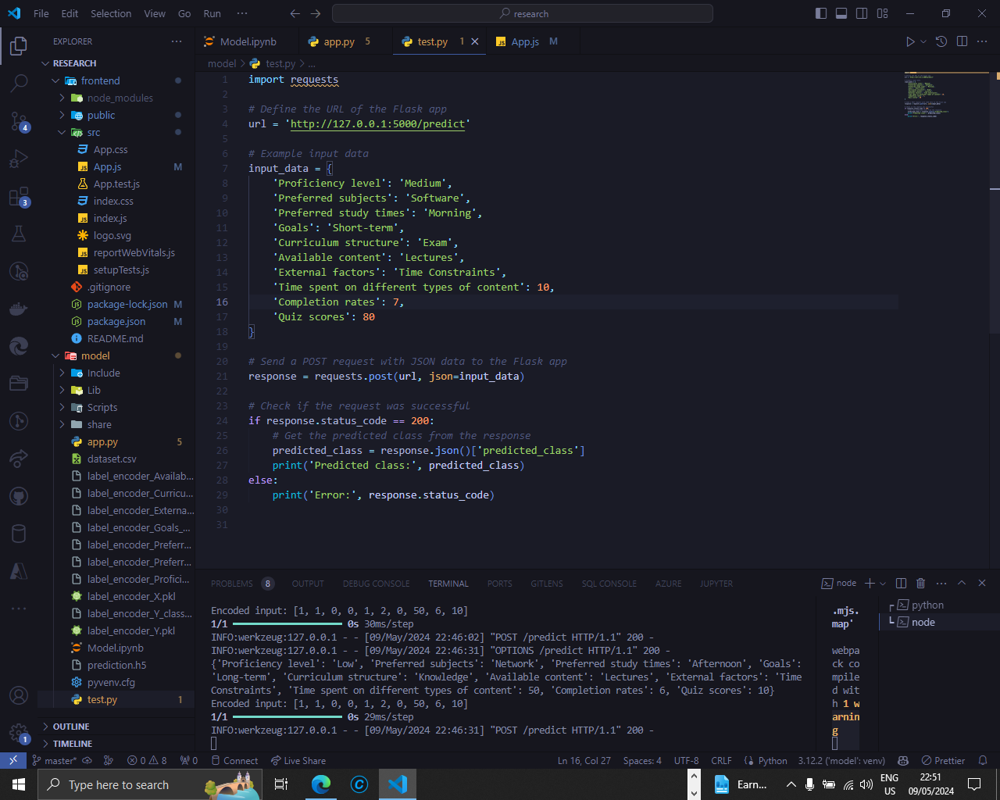 File Edit Selection View Go Run ··· research
EXPLORER ···
RESEARCH
frontend
node_modules
public
src
App.css
App.js M
App.test.js
index.css
index.js
logo.svg
reportWebVitals.js
setupTests.js
.gitignore
package-lock.json M
package.json M
README.md
model
Include
Lib
Scripts
share
app.py 5
dataset.csv
label_encoder_Availab...
label_encoder_Curricu...
label_encoder_Externa...
label_encoder_Goals_...
label_encoder_Preferr...
label_encoder_Preferr...
label_encoder_Profici...
label_encoder_X.pkl
label_encoder_Y_class...
label_encoder_Y.pkl
Model.ipynb
prediction.h5
pyvenv.cfg
test.py 1
OUTLINE
TIMELINE
4
3
1
Model.ipynb app.py 5 test.py 1 App.js M
model > test.py > ...
1 import requests
2
3 # Define the URL of the Flask app
4 url = 'http://127.0.0.1:5000/predict'
5
6 # Example input data
7 input_data = {
8 'Proficiency level': 'Medium',
9 'Preferred subjects': 'Software',
10 'Preferred study times': 'Morning',
11 'Goals': 'Short-term',
12 'Curriculum structure': 'Exam',
13 'Available content': 'Lectures',
14 'External factors': 'Time Constraints',
15 'Time spent on different types of content': 10,
16 'Completion rates': 7,
17 'Quiz scores': 80
18 }
19
20 # Send a POST request with JSON data to the Flask app
21 response = requests.post(url, json=input_data)
22
23 # Check if the request was successful
24 if response.status_code == 200:
25 # Get the predicted class from the response
26 predicted_class = response.json()['predicted_class']
27 print('Predicted class:', predicted_class)
28 else:
29 print('Error:', response.status_code)
30
31
PROBLEMS 8 OUTPUT DEBUG CONSOLE TERMINAL PORTS GITLENS SQL CONSOLE AZURE JUPYTER node
Encoded input: [1, 1, 0, 0, 1, 2, 0, 50, 6, 10]
1/1 0s 30ms/step
INFO:werkzeug:127.0.0.1 - - [09/May/2024 22:46:02] "POST /predict HTTP/1.1" 200 -
INFO:werkzeug:127.0.0.1 - - [09/May/2024 22:46:31] "OPTIONS /predict HTTP/1.1" 200 -
{'Proficiency level': 'Low', 'Preferred subjects': 'Network', 'Preferred study times': 'Afternoon', 'Goals':
'Long-term', 'Curriculum structure': 'Knowledge', 'Available content': 'Lectures', 'External factors': 'Time
Constraints', 'Time spent on different types of content': 50, 'Completion rates': 6, 'Quiz scores': 10}
Encoded input: [1, 1, 0, 0, 1, 2, 0, 50, 6, 10]
1/1 0s 29ms/step
INFO:werkzeug:127.0.0.1 - - [09/May/2024 22:46:31] "POST /predict HTTP/1.1" 200 -
.mjs.
map'
webpa
ck co
mpile
d wit
h 1 w
arnin
g
python
node
master* 0 8 0 Connect Live Share Ln 16, Col 27 Spaces: 4 UTF-8 CRLF Python 3.12.2 ('model': venv) Prettier
Type here to search Earn... ENG
US 22:51
09/05/2024